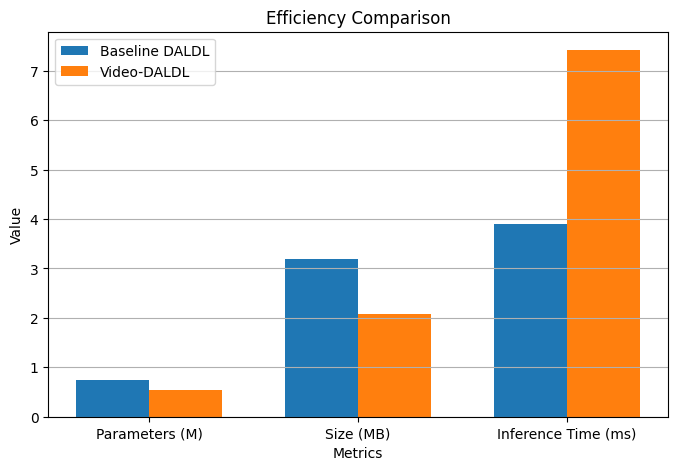 Efficiency Comparison
Baseline DALDL
Video-DALDL
Value
7
6
5
4
3
2
1
0
Parameters (M)
Size (MB)
Inference Time (ms)
Metrics